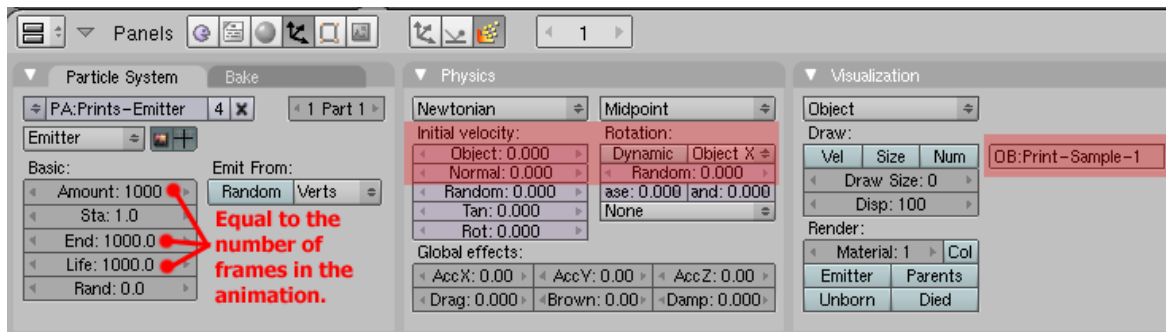 Panels
1
Particle System
Bake
PA:Prints-Emitter
4
X
1 Part 1
Emitter
Basic:
Emit From:
Amount: 1000
Random
Verts
Sta: 1.0
End: 1000.0
Life: 1000.0
Rand: 0.0
Equal to the
number of
frames in the
animation.
Physics
Newtonian
Midpoint
Initial velocity:
Rotation:
Object: 0.000
Dynamic
Object X
Normal: 0.000
Random: 0.000
Random: 0.000
ase: 0.000
and: 0.000
Tan: 0.000
None
Rot: 0.000
Global effects:
AccX: 0.00
AccY: 0.00
AccZ: 0.00
Drag: 0.000
Brown: 0.00
Damp: 0.000
Visualization
Object
Draw:
Vel
Size
Num
OB:Print-Sample-1
Draw Size: 0
Disp: 100
Render:
Material: 1
Col
Emitter
Parents
Unborn
Died